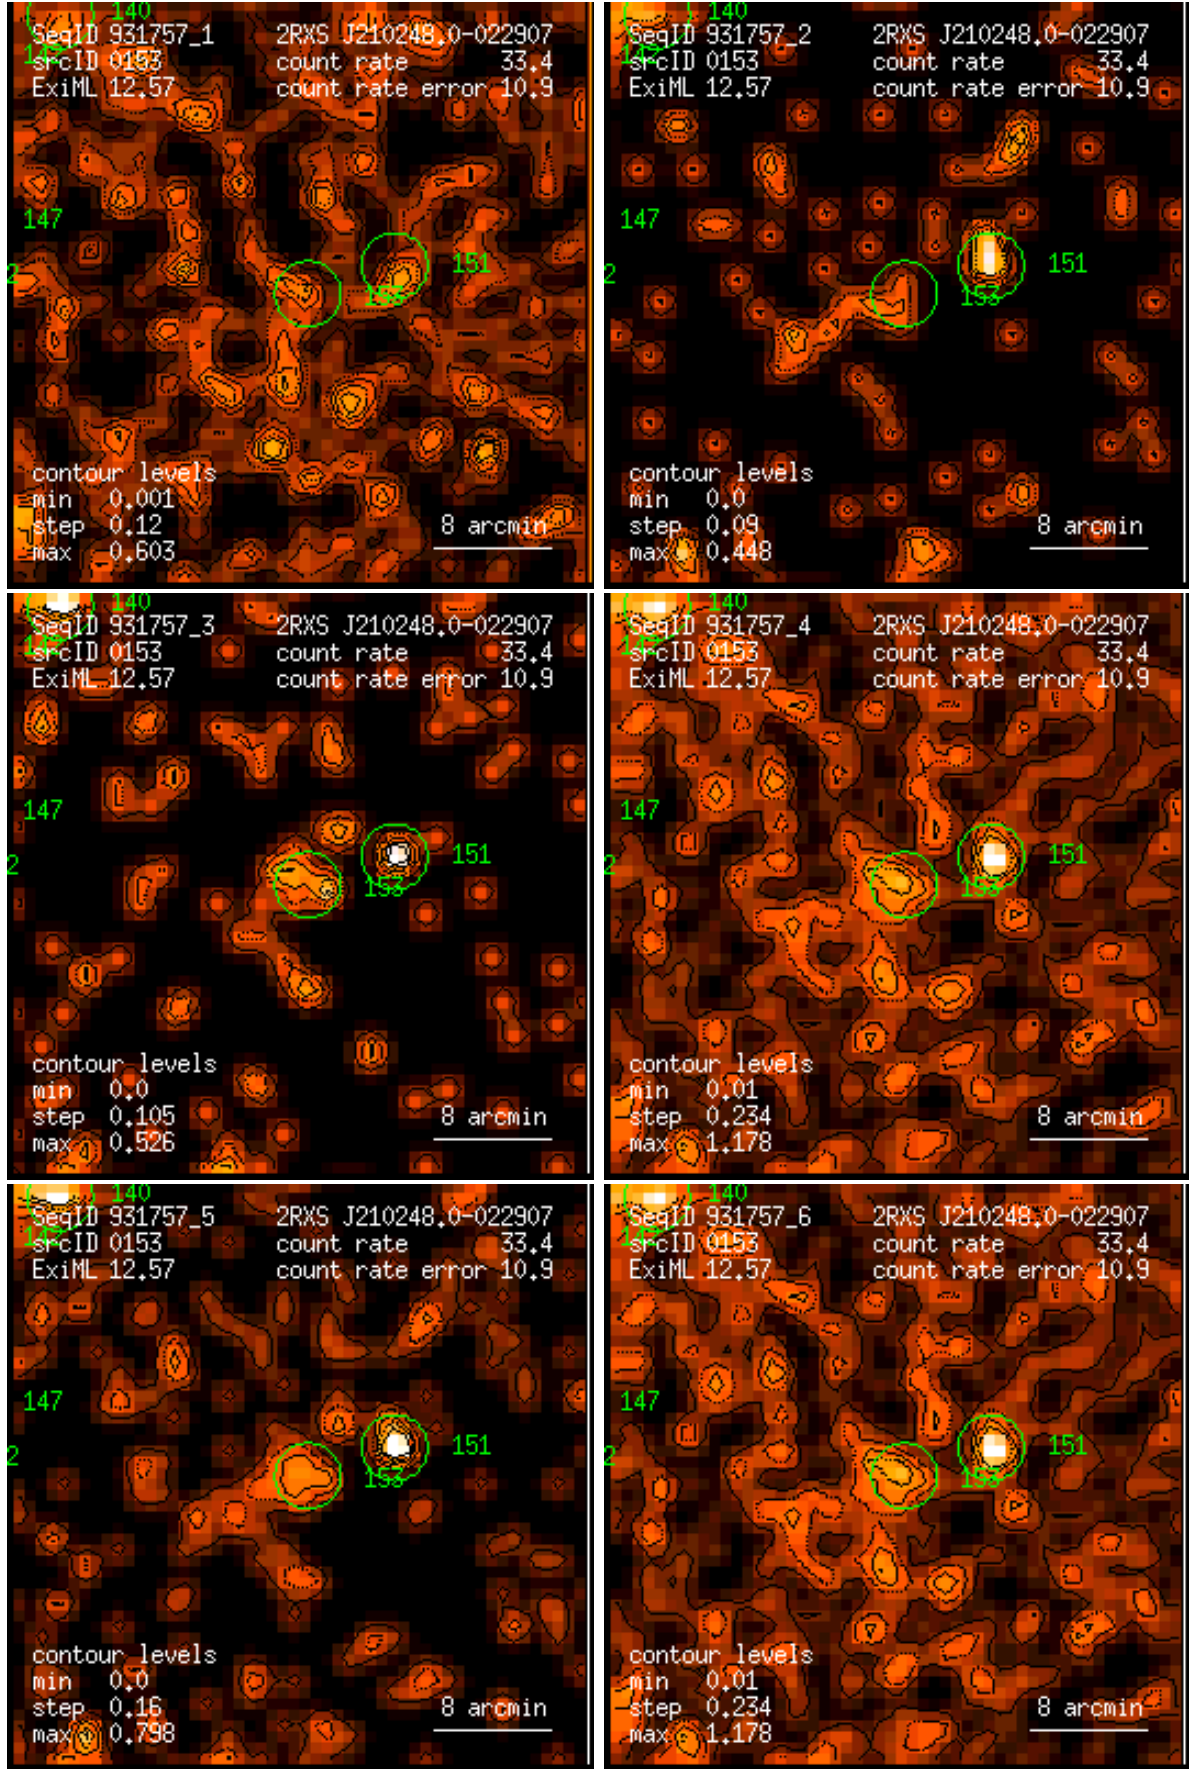 140
SeqID 931757_1 2RXS J210248.0-022907
142
srcID 0153 count rate 33.4
ExiML 12.57 count rate error 10.9
147
2
151
153
contour levels
min 0.001
step 0.12
max 0.603
8 arcmin
140
SeqID 931757_2 2RXS J210248.0-022907
142
srcID 0153 count rate 33.4
ExiML 12.57 count rate error 10.9
147
2
151
153
contour levels
min 0.0
step 0.09
max 0.448
8 arcmin
140
SeqID 931757_3 2RXS J210248.0-022907
142
srcID 0153 count rate 33.4
ExiML 12.57 count rate error 10.9
147
2
151
153
contour levels
min 0.0
step 0.105
max 0.526
8 arcmin
140
SeqID 931757_4 2RXS J210248.0-022907
142
srcID 0153 count rate 33.4
ExiML 12.57 count rate error 10.9
147
2
151
153
contour levels
min 0.01
step 0.234
max 1.178
8 arcmin
140
SeqID 931757_5 2RXS J210248.0-022907
142
srcID 0153 count rate 33.4
ExiML 12.57 count rate error 10.9
147
2
151
153
contour levels
min 0.0
step 0.16
max 0.798
8 arcmin
140
SeqID 931757_6 2RXS J210248.0-022907
142
srcID 0153 count rate 33.4
ExiML 12.57 count rate error 10.9
147
2
151
153
contour levels
min 0.01
step 0.234
max 1.178
8 arcmin